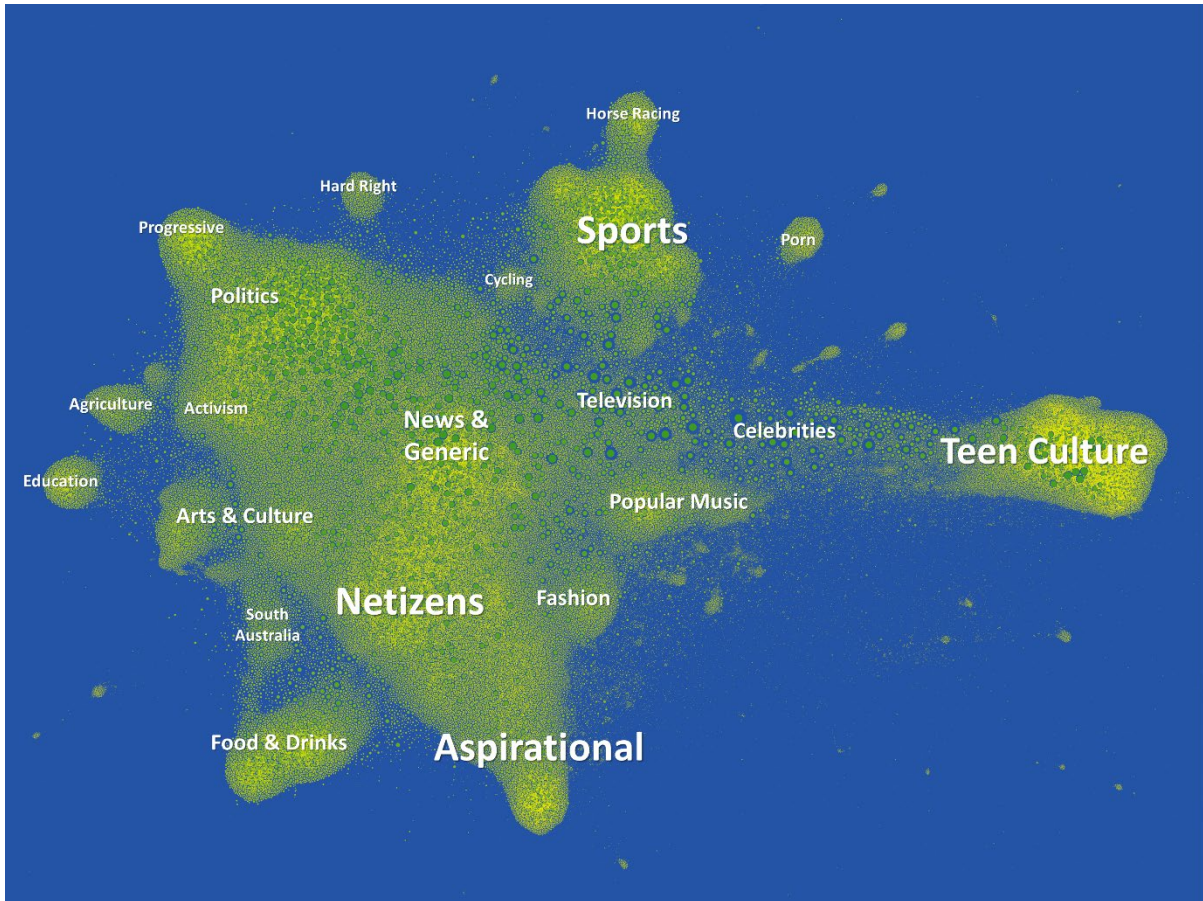 Horse Racing
Hard Right
Progressive
Sports
Porn
Cycling
Politics
Television
Agriculture
Activism
News &
Generic
Celebrities
Teen Culture
Education
Arts & Culture
Popular Music
Netizens
Fashion
South
Australia
Food & Drinks
Aspirational